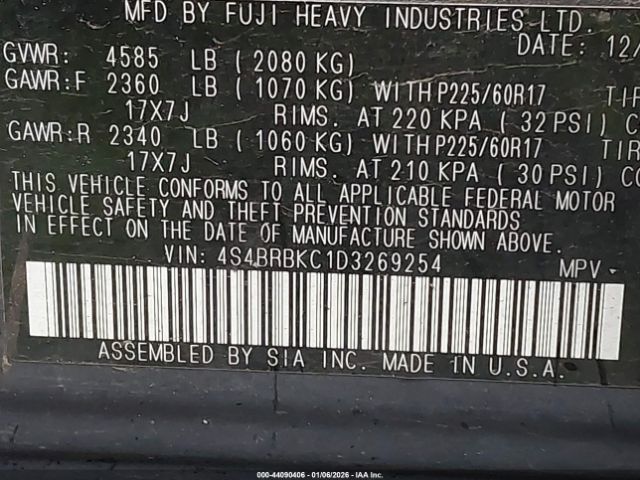 MFD BY FUJI HEAVY INDUSTRIES LTD.
DATE: 12/
GVWR: 4585 LB ( 2080 KG)
GAWR:F 2360 LB ( 1070 KG) WITH P225/60R17 TIR
17X7J RIMS. AT 220 KPA ( 32 PSI) C
GAWR:R 2340 LB ( 1060 KG) WITH P225/60R17 TIR
17X7J RIMS. AT 210 KPA ( 30 PSI) CO
THIS VEHICLE CONFORMS TO ALL APPLICABLE FEDERAL MOTOR
VEHICLE SAFETY AND THEFT PREVENTION STANDARDS
IN EFFECT ON THE DATE OF MANUFACTURE SHOWN ABOVE.
VIN: 4S4BRBKC1D3269254 MPV
ASSEMBLED BY SIA INC. MADE IN U.S.A.
000-44090406 - 01/06/2026 - IAA Inc.